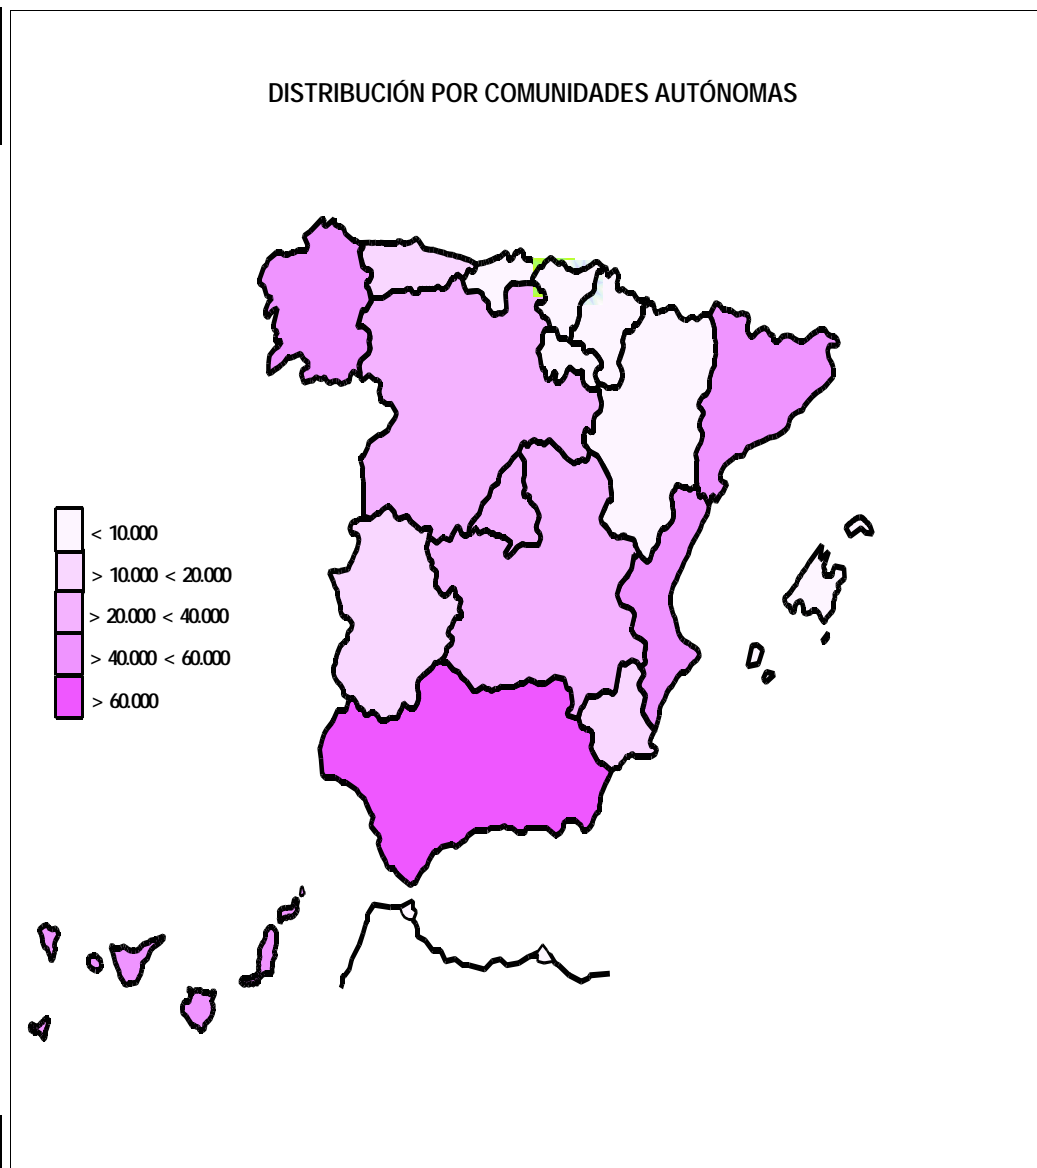 DISTRIBUCIÓN POR COMUNIDADES AUTÓNOMAS
< 10.000
> 10.000 < 20.000
> 20.000 < 40.000
> 40.000 < 60.000
> 60.000